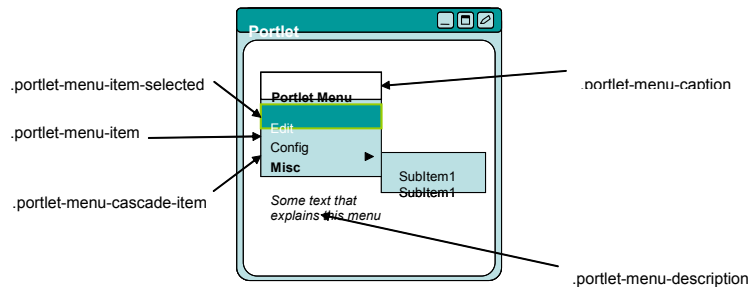 Portlet
.portlet-menu-item-selected
.portlet-menu-caption
Portlet Menu
Edit
.portlet-menu-item
Config
Misc
SubItem1
SubItem1
.portlet-menu-cascade-item
Some text that
explains this menu
.portlet-menu-description